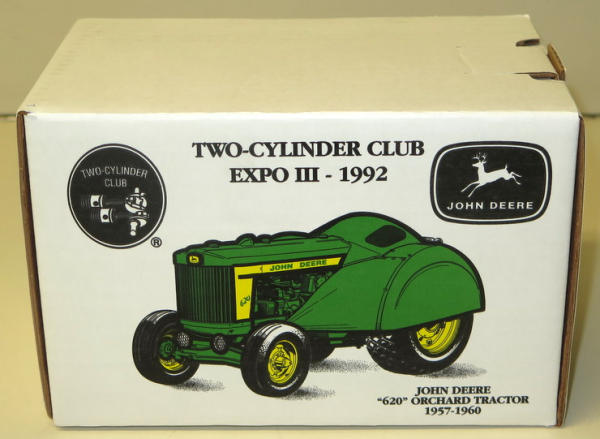 TWO-CYLINDER CLUB
EXPO III - 1992
TWO-CYLINDER
CLUB
®
JOHN DEERE
JOHN DEERE
620
JOHN DEERE
"620" ORCHARD TRACTOR
1957-1960